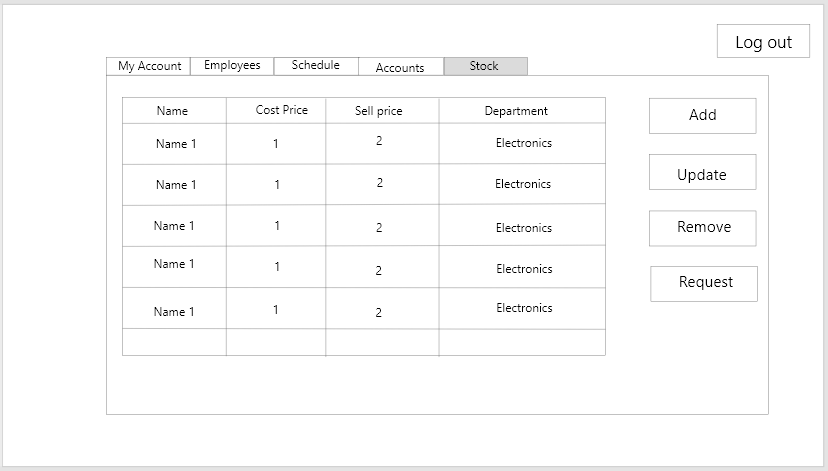 Log out
My Account Employees Schedule Accounts Stock
Name Cost Price Sell price Department
Name 1 1 2 Electronics
Name 1 1 2 Electronics
Name 1 1 2 Electronics
Name 1 1 2 Electronics
Name 1 1 2 Electronics
Add
Update
Remove
Request